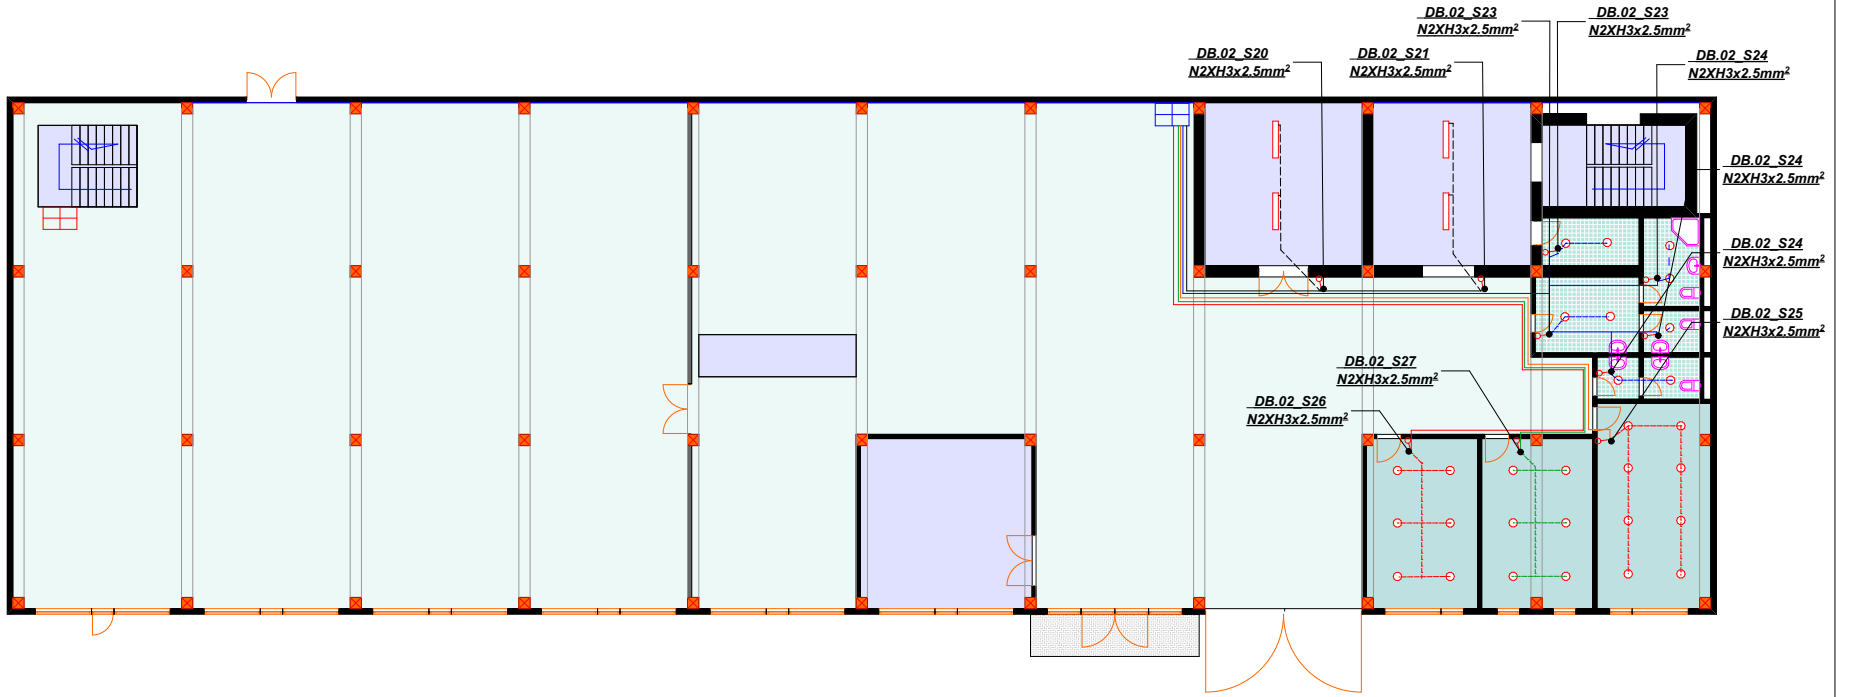 DB.02_S23
N2XH3x2.5mm²
DB.02_S23
N2XH3x2.5mm²
DB.02_S20
N2XH3x2.5mm²
DB.02_S21
N2XH3x2.5mm²
DB.02_S24
N2XH3x2.5mm²
DB.02_S24
N2XH3x2.5mm²
DB.02_S24
N2XH3x2.5mm²
DB.02_S25
N2XH3x2.5mm²
DB.02_S27
N2XH3x2.5mm²
DB.02_S26
N2XH3x2.5mm²